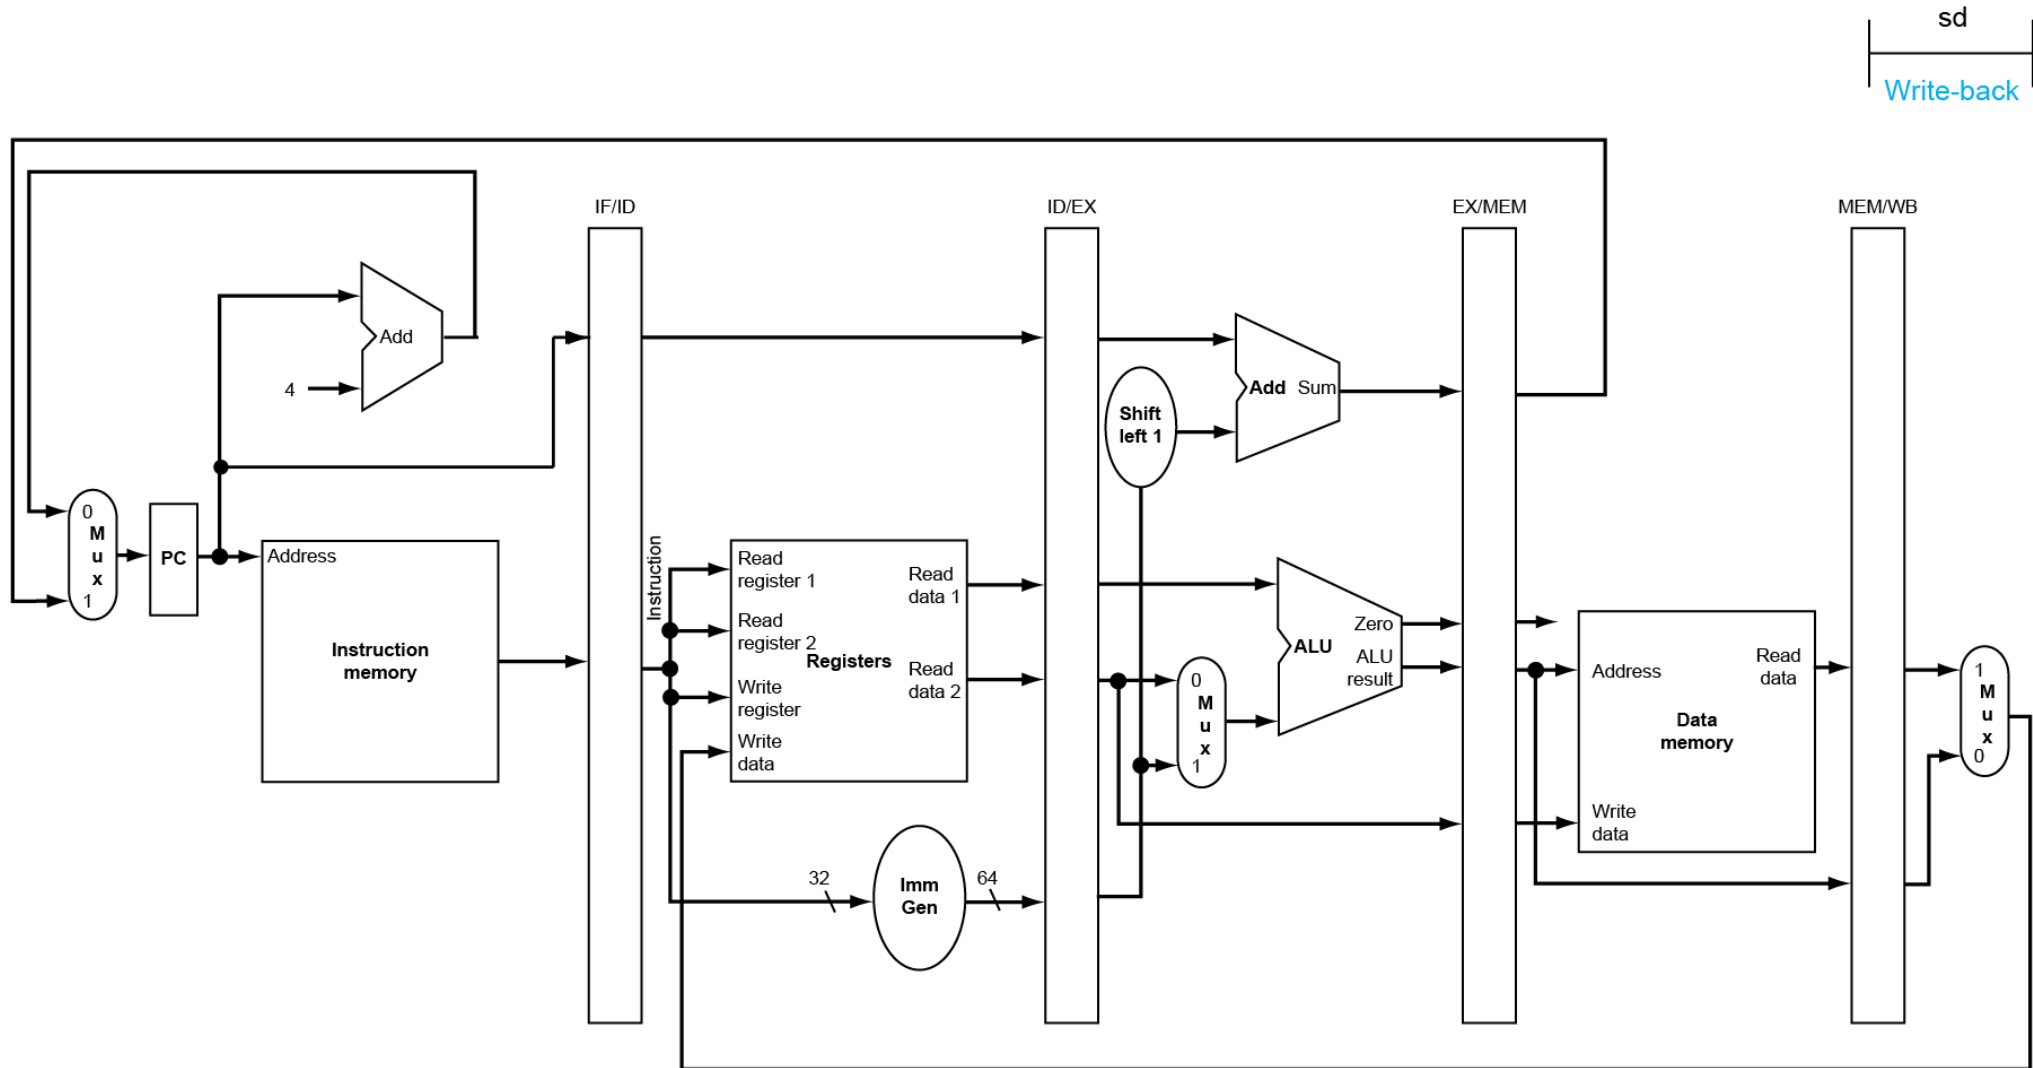 sd
Write-back
IF/ID
ID/EX
EX/MEM
MEM/WB
Add
4
Add Sum
Shift
left 1
0
M
u
x
1
PC
Address
Instruction
memory
Instruction
Read
register 1
Read
register 2
Write
register
Write
data
Registers
Read
data 1
Read
data 2
0
M
u
x
1
Zero
ALU
ALU
result
Address
Read
data
Data
memory
Write
data
1
M
u
x
0
32
Imm
Gen
64